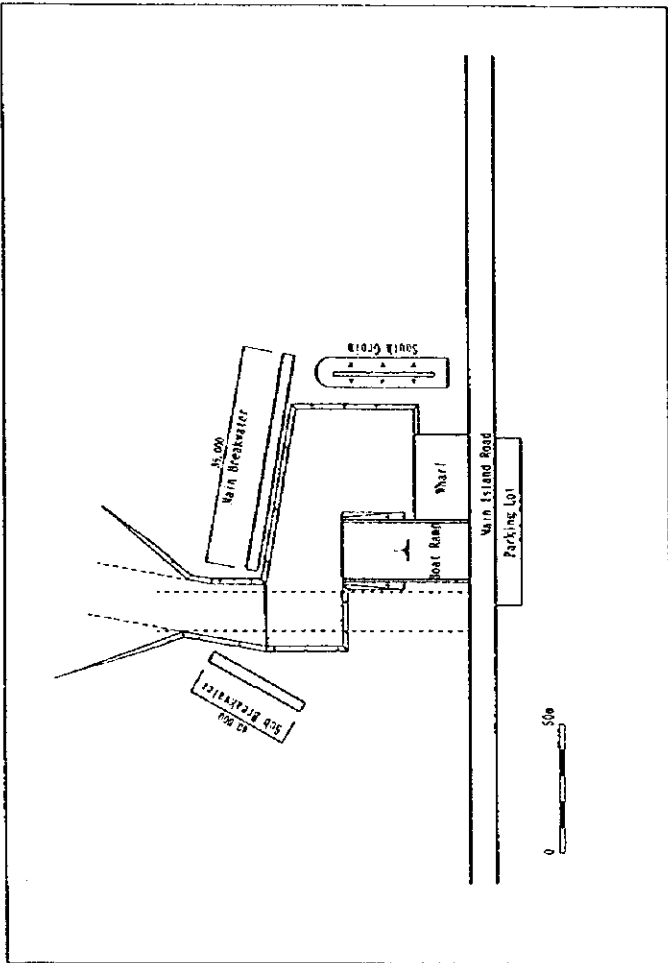 Main Breakwater
South Groin
Sub Breakwater
Wharf
Boat Ramp
Main Island Road
Parking Lot
0
50m